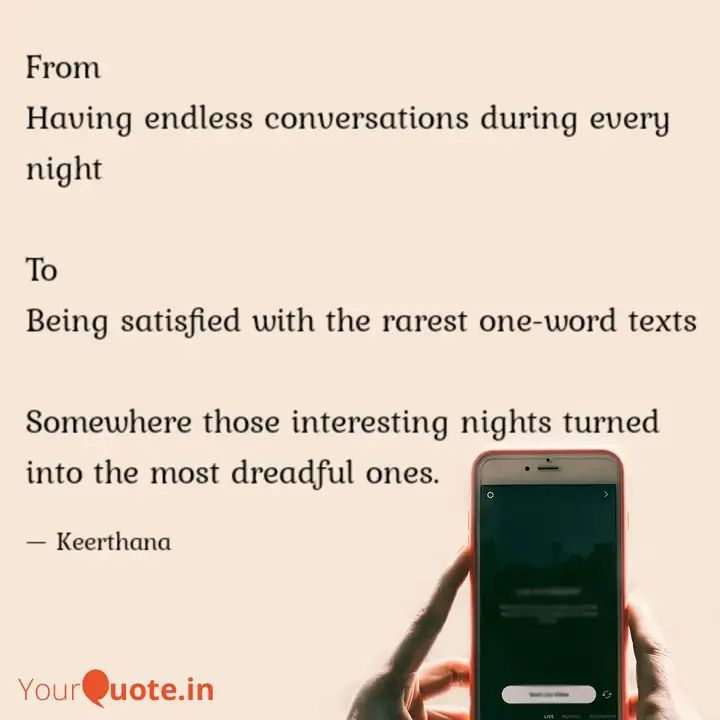 From
Having endless conversations during every
night
To
Being satisfied with the rarest one-word texts
Somewhere those interesting nights turned
into the most dreadful ones.
— Keerthana
YourQuote.in
LIVE